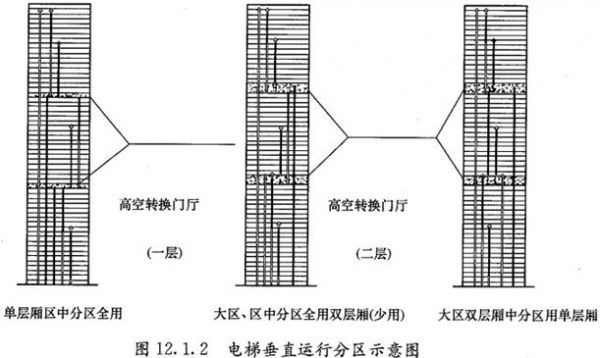 高空转换门厅
(一层)
高空转换门厅
(二层)
单层厢区中分区全用
大区、区中分区全用双层厢(少用)
大区双层厢中分区用单层厢
图 12.1.2 电梯垂直运行分区示意图